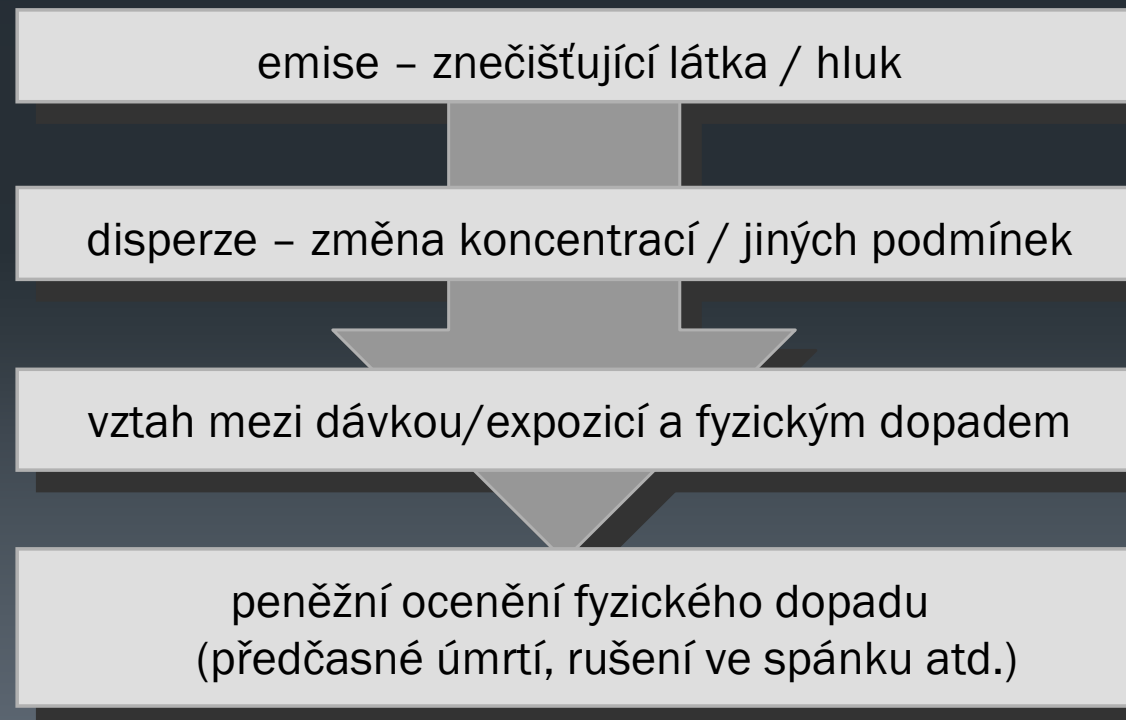 emise – znečišťující látka / hluk
disperze – změna koncentrací / jiných podmínek
vztah mezi dávkou/expozicí a fyzickým dopadem
peněžní ocenění fyzického dopadu
(předčasné úmrtí, rušení ve spánku atd.)